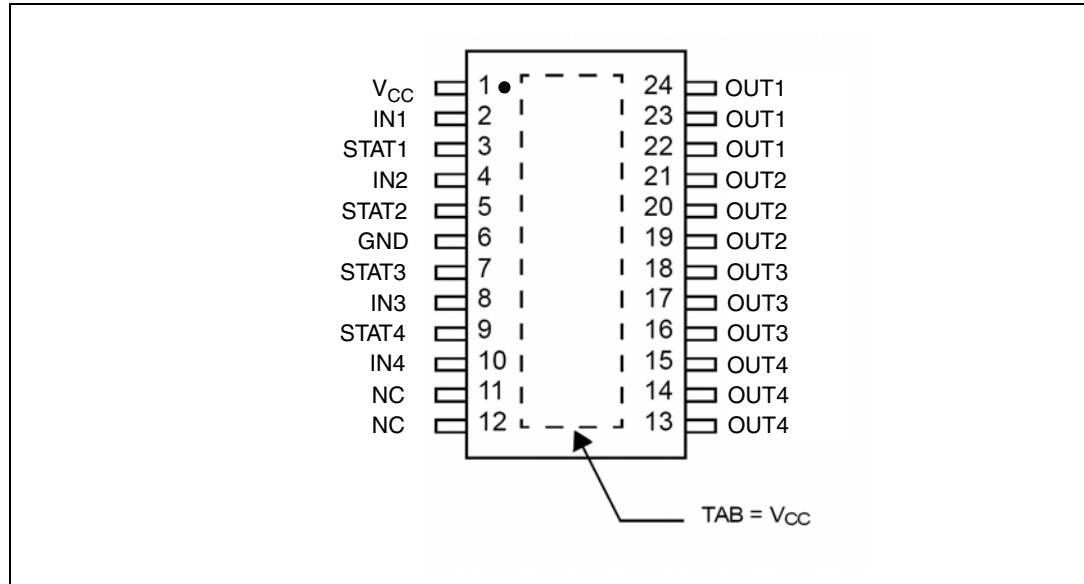 VCC 1 24 OUT1
IN1 2 23 OUT1
STAT1 3 22 OUT1
IN2 4 21 OUT2
STAT2 5 20 OUT2
GND 6 19 OUT2
STAT3 7 18 OUT3
IN3 8 17 OUT3
STAT4 9 16 OUT3
IN4 10 15 OUT4
NC 11 14 OUT4
NC 12 13 OUT4
TAB = VCC